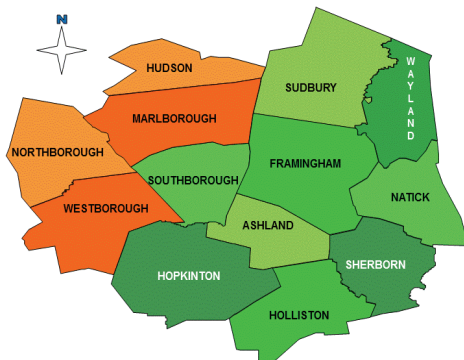 N
HUDSON
SUDBURY
WAYLAND
MARLBOROUGH
NORTHBOROUGH
FRAMINGHAM
SOUTHBOROUGH
NATICK
WESTBOROUGH
ASHLAND
SHERBORN
HOPKINTON
HOLLISTON